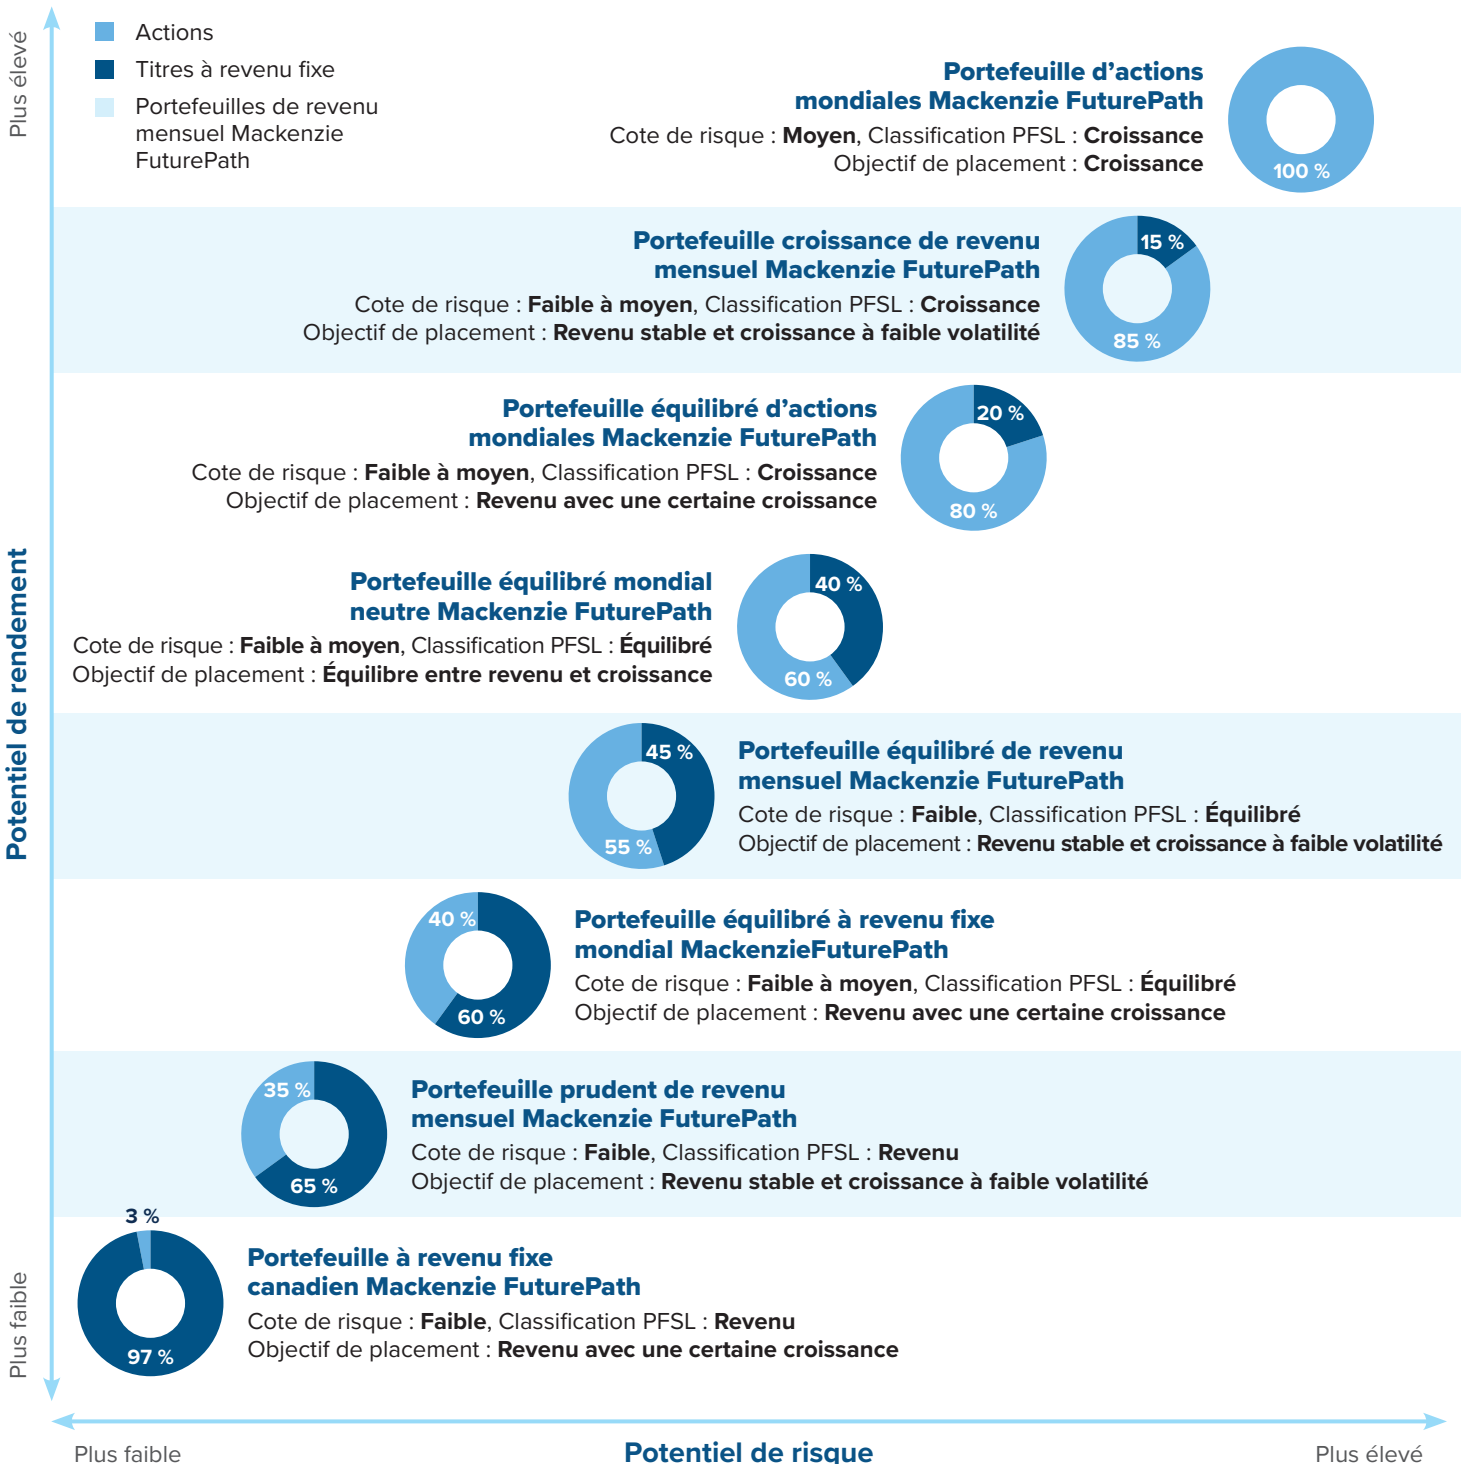 Plus élevé
Actions
Titres à revenu fixe
Portefeuilles de revenu
mensuel Mackenzie
FuturePath
Portefeuille d’actions
mondiales Mackenzie FuturePath
Cote de risque : Moyen, Classification PFSL : Croissance
Objectif de placement : Croissance
100 %
Portefeuille croissance de revenu
mensuel Mackenzie FuturePath
Cote de risque : Faible à moyen, Classification PFSL : Croissance
Objectif de placement : Revenu stable et croissance à faible volatilité
15 %
85 %
Portefeuille équilibré d’actions
mondiales Mackenzie FuturePath
Cote de risque : Faible à moyen, Classification PFSL : Croissance
Objectif de placement : Revenu avec une certaine croissance
20 %
80 %
Potentiel de rendement
Portefeuille équilibré mondial
neutre Mackenzie FuturePath
Cote de risque : Faible à moyen, Classification PFSL : Équilibré
Objectif de placement : Équilibre entre revenu et croissance
40 %
60 %
45 %
55 %
Portefeuille équilibré de revenu
mensuel Mackenzie FuturePath
Cote de risque : Faible, Classification PFSL : Équilibré
Objectif de placement : Revenu stable et croissance à faible volatilité
40 %
60 %
Portefeuille équilibré à revenu fixe
mondial MackenzieFuturePath
Cote de risque : Faible à moyen, Classification PFSL : Équilibré
Objectif de placement : Revenu avec une certaine croissance
35 %
65 %
Portefeuille prudent de revenu
mensuel Mackenzie FuturePath
Cote de risque : Faible, Classification PFSL : Revenu
Objectif de placement : Revenu stable et croissance à faible volatilité
3 %
97 %
Portefeuille à revenu fixe
canadien Mackenzie FuturePath
Cote de risque : Faible, Classification PFSL : Revenu
Objectif de placement : Revenu avec une certaine croissance
Plus faible
Plus faible
Potentiel de risque
Plus élevé